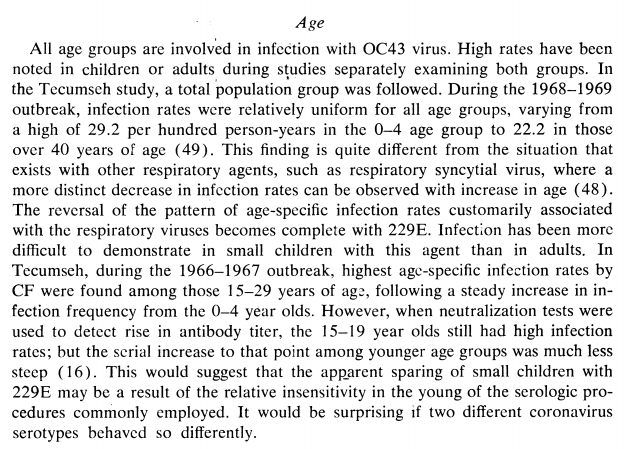 Age
All age groups are involved in infection with OC43 virus. High rates have been
noted in children or adults during studies separately examining both groups. In
the Tecumseh study, a total population group was followed. During the 1968–1969
outbreak, infection rates were relatively uniform for all age groups, varying from
a high of 29.2 per hundred person-years in the 0–4 age group to 22.2 in those
over 40 years of age (49). This finding is quite different from the situation that
exists with other respiratory agents, such as respiratory syncytial virus, where a
more distinct decrease in infection rates can be observed with increase in age (48).
The reversal of the pattern of age-specific infection rates customarily associated
with the respiratory viruses becomes complete with 229E. Infection has been more
difficult to demonstrate in small children with this agent than in adults. In
Tecumseh, during the 1966–1967 outbreak, highest age-specific infection rates by
CF were found among those 15–29 years of age, following a steady increase in in-
fection frequency from the 0–4 year olds. However, when neutralization tests were
used to detect rise in antibody titer, the 15–19 year olds still had high infection
rates; but the serial increase to that point among younger age groups was much less
steep (16). This would suggest that the apparent sparing of small children with
229E may be a result of the relative insensitivity in the young of the serologic pro-
cedures commonly employed. It would be surprising if two different coronavirus
serotypes behaved so differently.